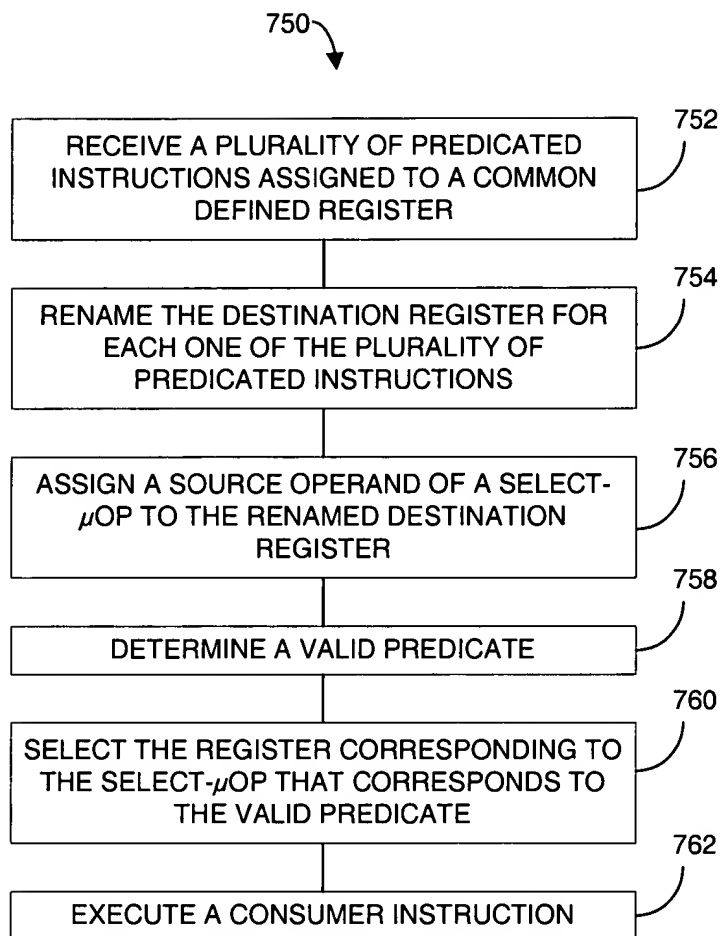 750
752
RECEIVE A PLURALITY OF PREDICATED
INSTRUCTIONS ASSIGNED TO A COMMON
DEFINED REGISTER
754
RENAME THE DESTINATION REGISTER FOR
EACH ONE OF THE PLURALITY OF
PREDICATED INSTRUCTIONS
756
ASSIGN A SOURCE OPERAND OF A SELECT-
µOP TO THE RENAMED DESTINATION
REGISTER
758
DETERMINE A VALID PREDICATE
760
SELECT THE REGISTER CORRESPONDING TO
THE SELECT-µOP THAT CORRESPONDS TO
THE VALID PREDICATE
762
EXECUTE A CONSUMER INSTRUCTION